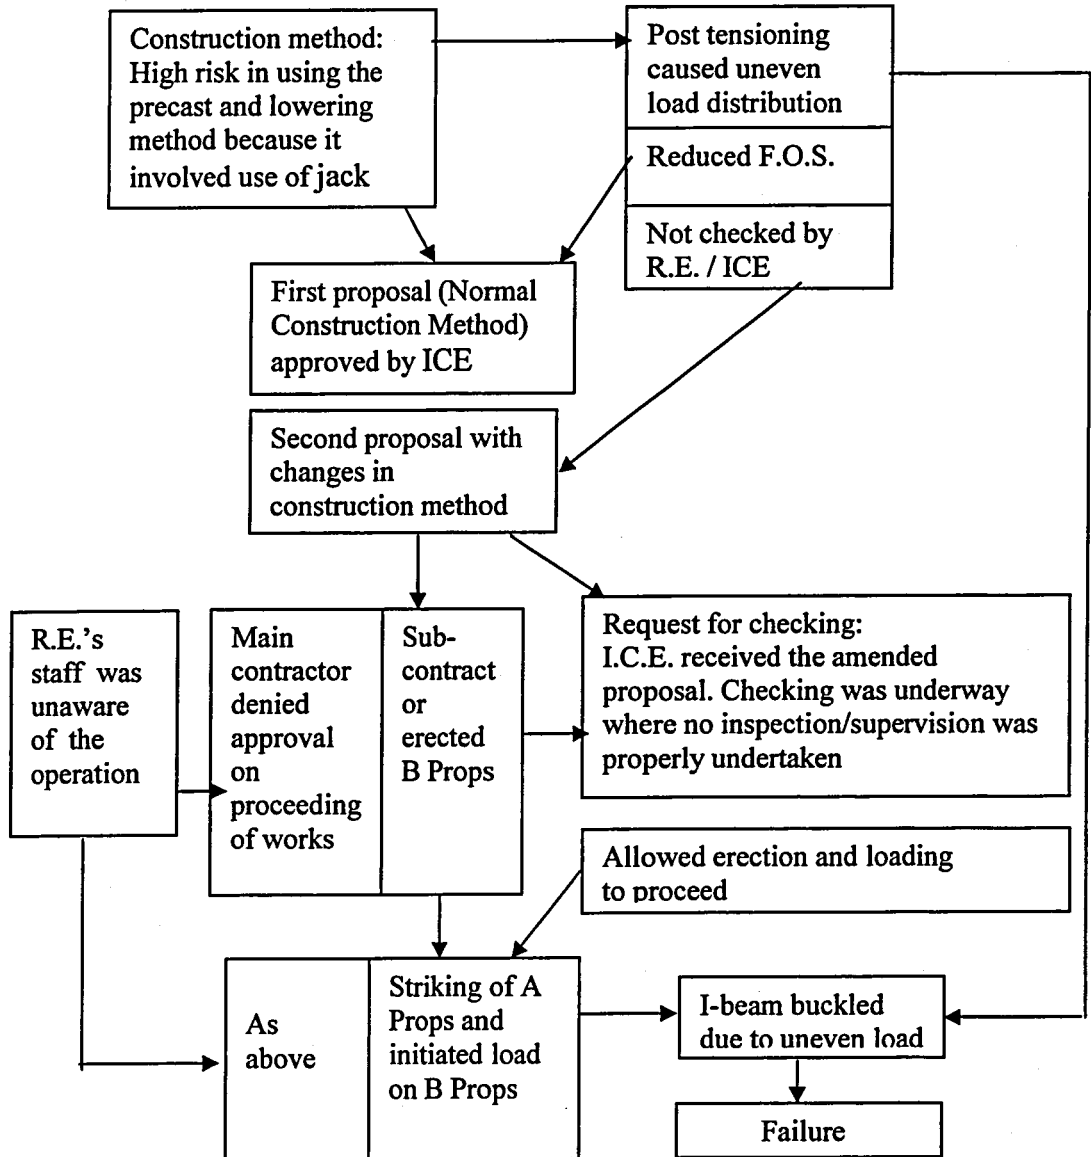 Construction method:
High risk in using the
precast and lowering
method because it
involved use of jack
Post tensioning
caused uneven
load distribution
Reduced F.O.S.
Not checked by
R.E. / ICE
First proposal (Normal
Construction Method)
approved by ICE
Second proposal with
changes in
construction method
R.E.'s
staff was
unaware
of the
operation
Main
contractor
denied
approval
on
proceeding
of works
Sub-
contract
or
erected
B Props
Request for checking:
I.C.E. received the amended
proposal. Checking was underway
where no inspection/supervision was
properly undertaken
Allowed erection and loading
to proceed
As
above
Striking of A
Props and
initiated load
on B Props
I-beam buckled
due to uneven load
Failure